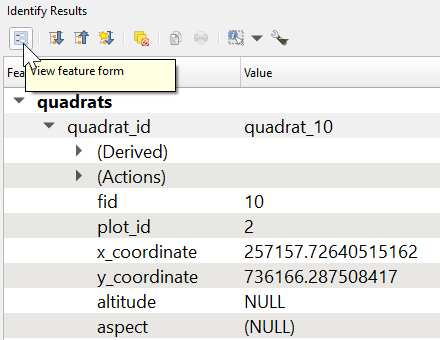 Identify Results
View feature form
Fea
Value
quadrats
quadrat_id quadrat_10
(Derived)
(Actions)
fid 10
plot_id 2
x_coordinate 257157.72640515162
y_coordinate 736166.287508417
altitude NULL
aspect (NULL)